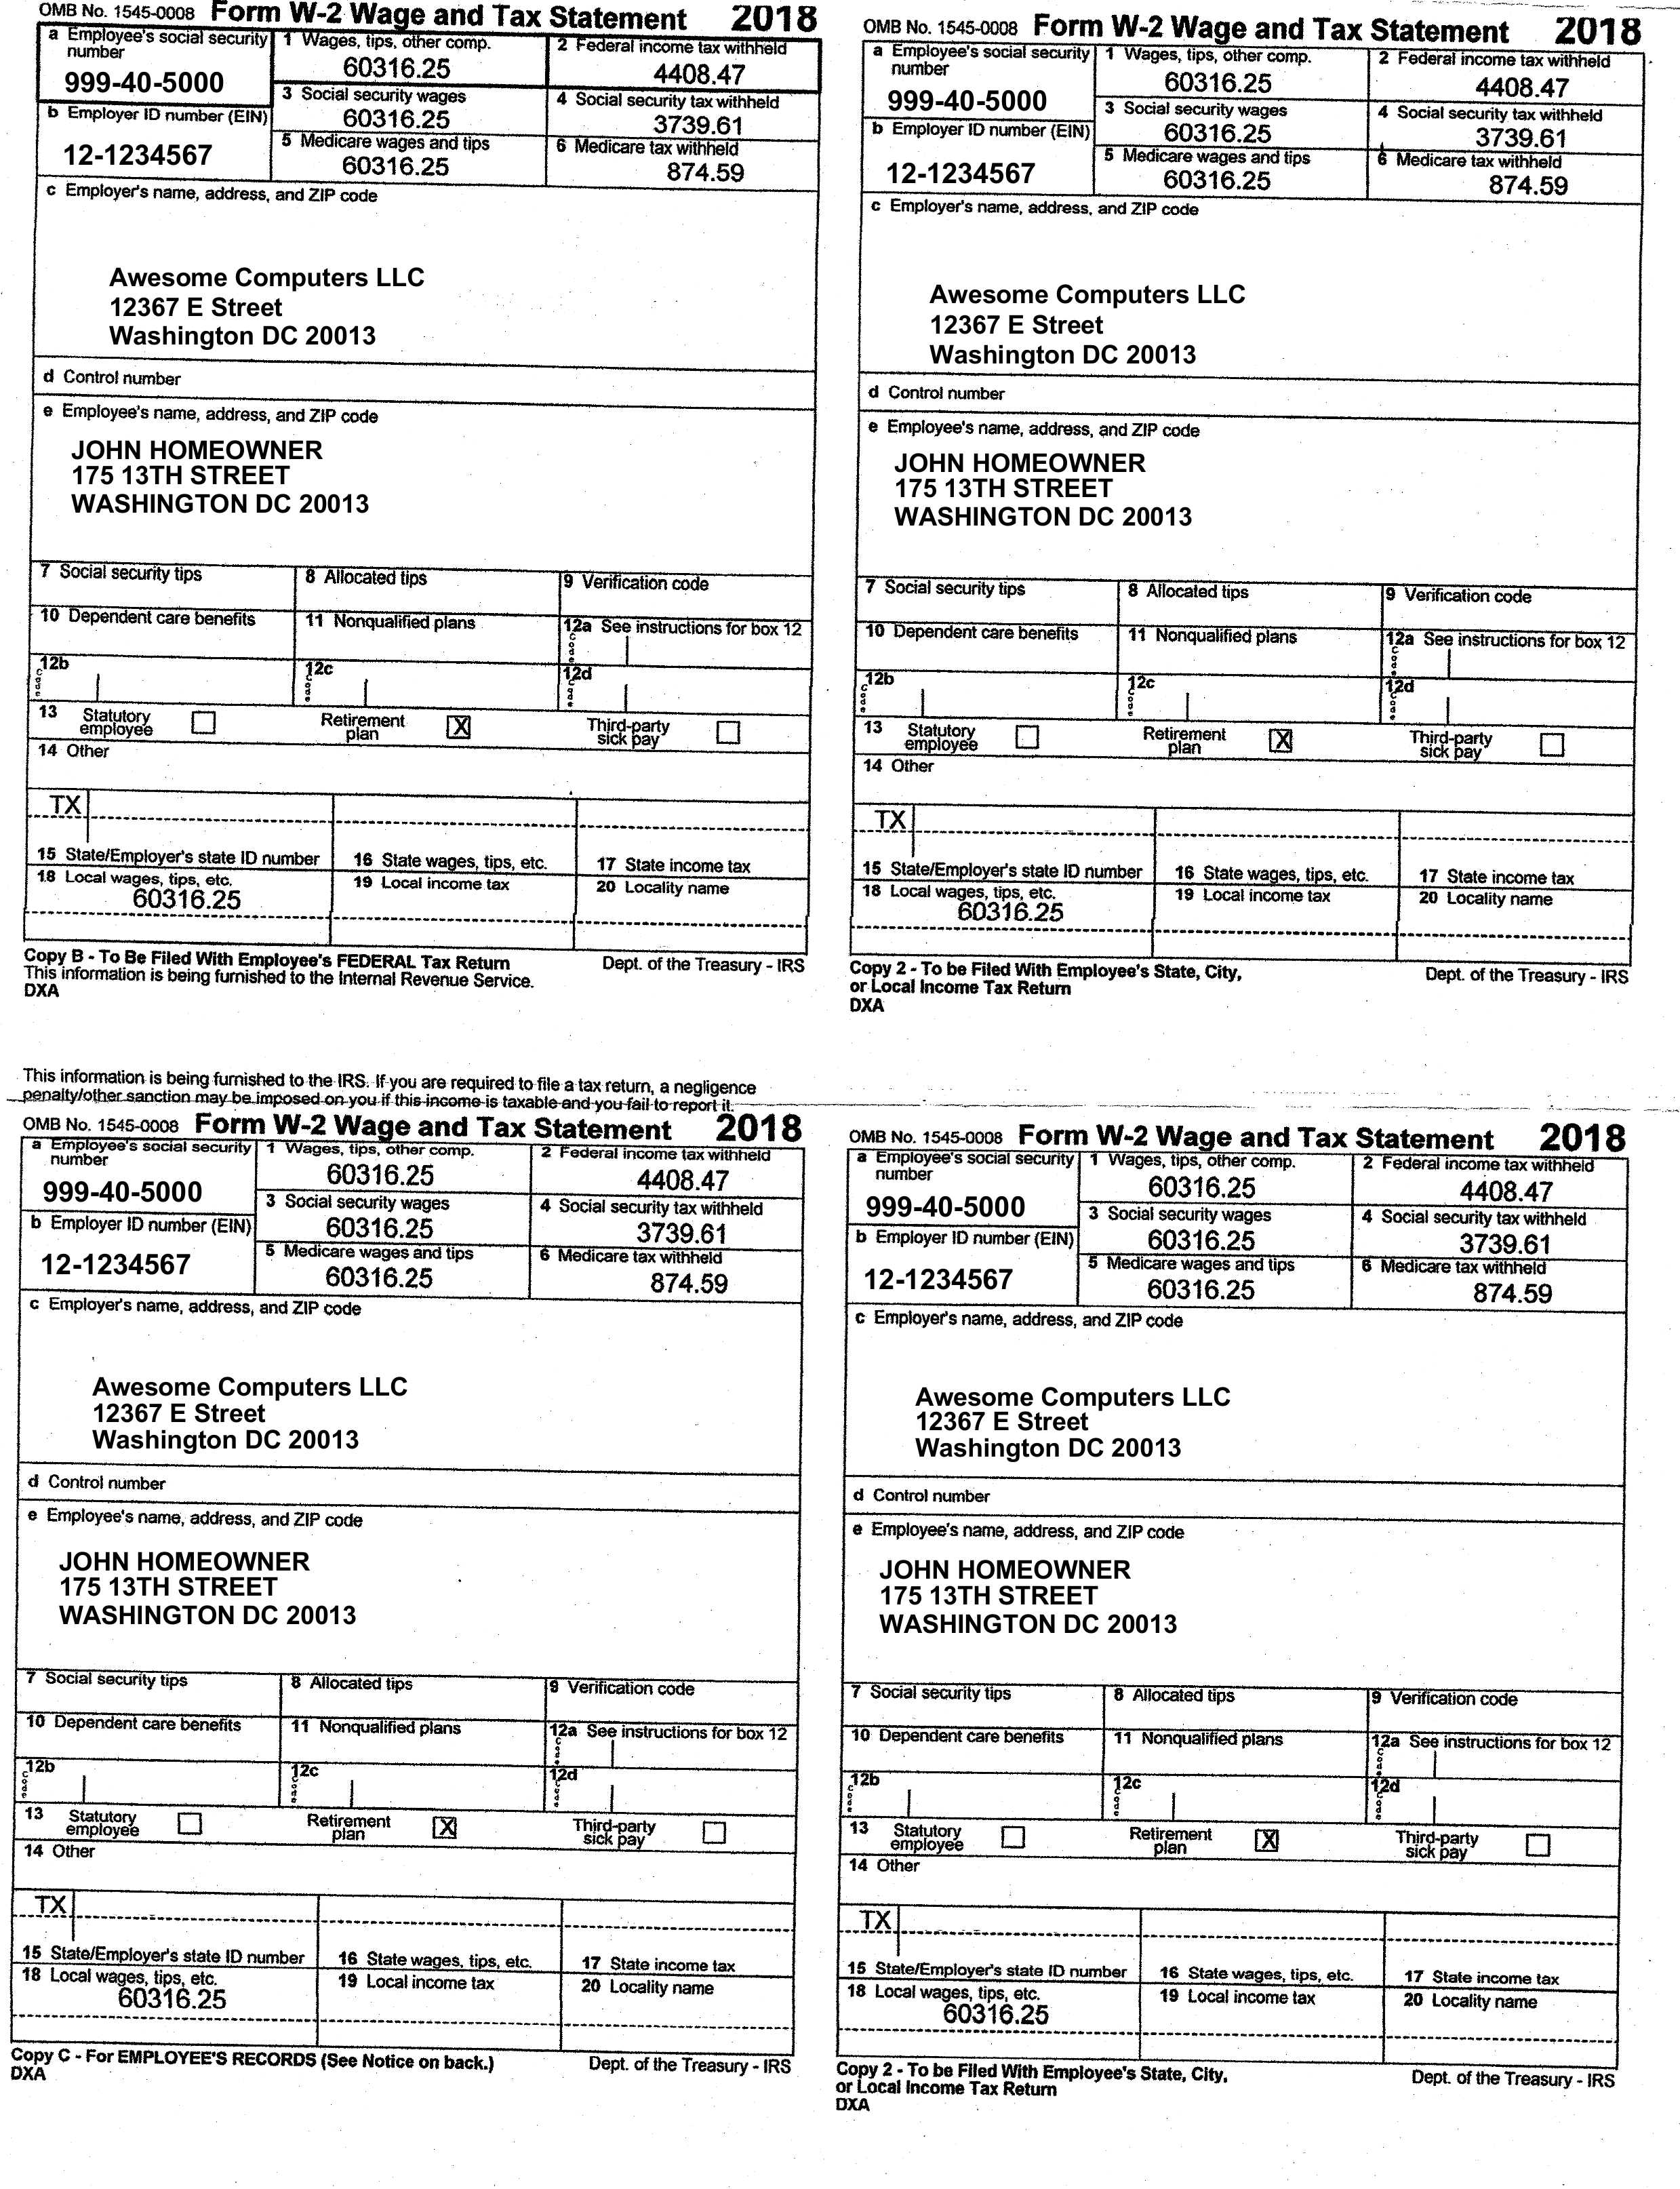 OMB No. 1545-0008 Form W-2 Wage and Tax Statement 2018
a Employee's social security number
999-40-5000
1 Wages, tips, other comp.
60316.25
2 Federal income tax withheld
4408.47
3 Social security wages
60316.25
4 Social security tax withheld
3739.61
b Employer ID number (EIN)
12-1234567
5 Medicare wages and tips
60316.25
6 Medicare tax withheld
874.59
c Employer's name, address, and ZIP code
Awesome Computers LLC
12367 E Street
Washington DC 20013
d Control number
e Employee's name, address, and ZIP code
JOHN HOMEOWNER
175 13TH STREET
WASHINGTON DC 20013
7 Social security tips
8 Allocated tips
9 Verification code
10 Dependent care benefits
11 Nonqualified plans
12a See instructions for box 12
Code
12b
Code
12c
Code
12d
Code
13 Statutory employee
Retirement plan X
Third-party sick pay
14 Other
TX
15 State/Employer's state ID number
16 State wages, tips, etc.
17 State income tax
18 Local wages, tips, etc.
60316.25
19 Local income tax
20 Locality name
Copy B - To Be Filed With Employee's FEDERAL Tax Return
This information is being furnished to the Internal Revenue Service.
DXA
Dept. of the Treasury - IRS
OMB No. 1545-0008 Form W-2 Wage and Tax Statement 2018
a Employee's social security number
999-40-5000
1 Wages, tips, other comp.
60316.25
2 Federal income tax withheld
4408.47
3 Social security wages
60316.25
4 Social security tax withheld
3739.61
b Employer ID number (EIN)
12-1234567
5 Medicare wages and tips
60316.25
6 Medicare tax withheld
874.59
c Employer's name, address, and ZIP code
Awesome Computers LLC
12367 E Street
Washington DC 20013
d Control number
e Employee's name, address, and ZIP code
JOHN HOMEOWNER
175 13TH STREET
WASHINGTON DC 20013
7 Social security tips
8 Allocated tips
9 Verification code
10 Dependent care benefits
11 Nonqualified plans
12a See instructions for box 12
Code
12b
Code
12c
Code
12d
Code
13 Statutory employee
Retirement plan X
Third-party sick pay
14 Other
TX
15 State/Employer's state ID number
16 State wages, tips, etc.
17 State income tax
18 Local wages, tips, etc.
60316.25
19 Local income tax
20 Locality name
Copy 2 - To be Filed With Employee's State, City,
or Local Income Tax Return
DXA
Dept. of the Treasury - IRS
This information is being furnished to the IRS. If you are required to file a tax return, a negligence
penalty/other sanction may be imposed on you if this income is taxable and you fail to report it.
OMB No. 1545-0008 Form W-2 Wage and Tax Statement 2018
a Employee's social security number
999-40-5000
1 Wages, tips, other comp.
60316.25
2 Federal income tax withheld
4408.47
3 Social security wages
60316.25
4 Social security tax withheld
3739.61
b Employer ID number (EIN)
12-1234567
5 Medicare wages and tips
60316.25
6 Medicare tax withheld
874.59
c Employer's name, address, and ZIP code
Awesome Computers LLC
12367 E Street
Washington DC 20013
d Control number
e Employee's name, address, and ZIP code
JOHN HOMEOWNER
175 13TH STREET
WASHINGTON DC 20013
7 Social security tips
8 Allocated tips
9 Verification code
10 Dependent care benefits
11 Nonqualified plans
12a See instructions for box 12
Code
12b
Code
12c
Code
12d
Code
13 Statutory employee
Retirement plan X
Third-party sick pay
14 Other
TX
15 State/Employer's state ID number
16 State wages, tips, etc.
17 State income tax
18 Local wages, tips, etc.
60316.25
19 Local income tax
20 Locality name
Copy C - For EMPLOYEE'S RECORDS (See Notice on back.)
DXA
Dept. of the Treasury - IRS
OMB No. 1545-0008 Form W-2 Wage and Tax Statement 2018
a Employee's social security number
999-40-5000
1 Wages, tips, other comp.
60316.25
2 Federal income tax withheld
4408.47
3 Social security wages
60316.25
4 Social security tax withheld
3739.61
b Employer ID number (EIN)
12-1234567
5 Medicare wages and tips
60316.25
6 Medicare tax withheld
874.59
c Employer's name, address, and ZIP code
Awesome Computers LLC
12367 E Street
Washington DC 20013
d Control number
e Employee's name, address, and ZIP code
JOHN HOMEOWNER
175 13TH STREET
WASHINGTON DC 20013
7 Social security tips
8 Allocated tips
9 Verification code
10 Dependent care benefits
11 Nonqualified plans
12a See instructions for box 12
Code
12b
Code
12c
Code
12d
Code
13 Statutory employee
Retirement plan X
Third-party sick pay
14 Other
TX
15 State/Employer's state ID number
16 State wages, tips, etc.
17 State income tax
18 Local wages, tips, etc.
60316.25
19 Local income tax
20 Locality name
Copy 2 - To be Filed With Employee's State, City,
or Local Income Tax Return
DXA
Dept. of the Treasury - IRS